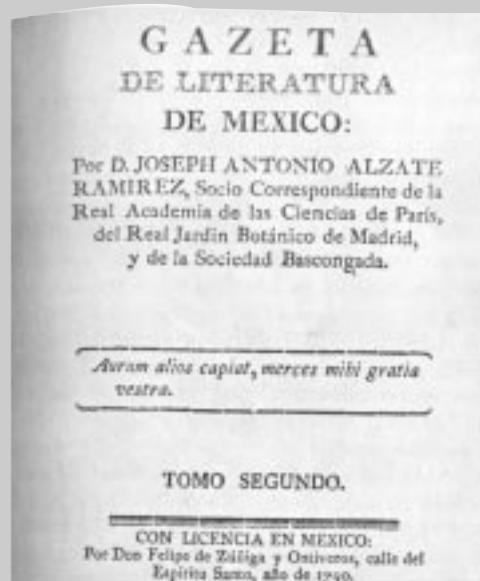 GAZETA
DE LITERATURA
DE MEXICO:
Por D. JOSEPH ANTONIO ALZATE
RAMIREZ, Socio Correspondiente de la
Real Academia de las Ciencias de París,
del Real Jardin Botánico de Madrid,
y de la Sociedad Bascongada.
Aurum alios capiat, merces mihi gratia
vestra.
TOMO SEGUNDO.
CON LICENCIA EN MEXICO:
Por Don Felipe de Zúñiga y Ontiveros, calle del
Espíritu Santo, año de 1790.